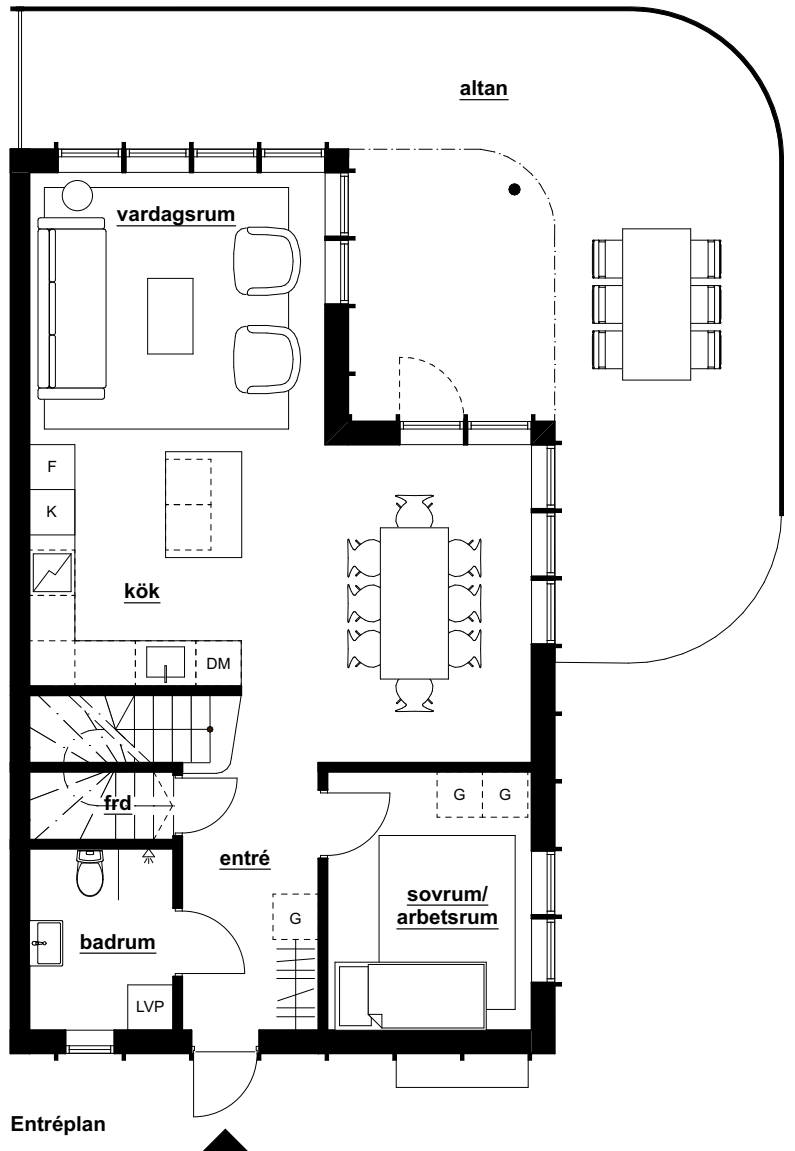 altan
vardagsrum
F
K
kök
DM
frd
G G
entré
sovrum/
arbetsrum
G
badrum
LVP
Entréplan